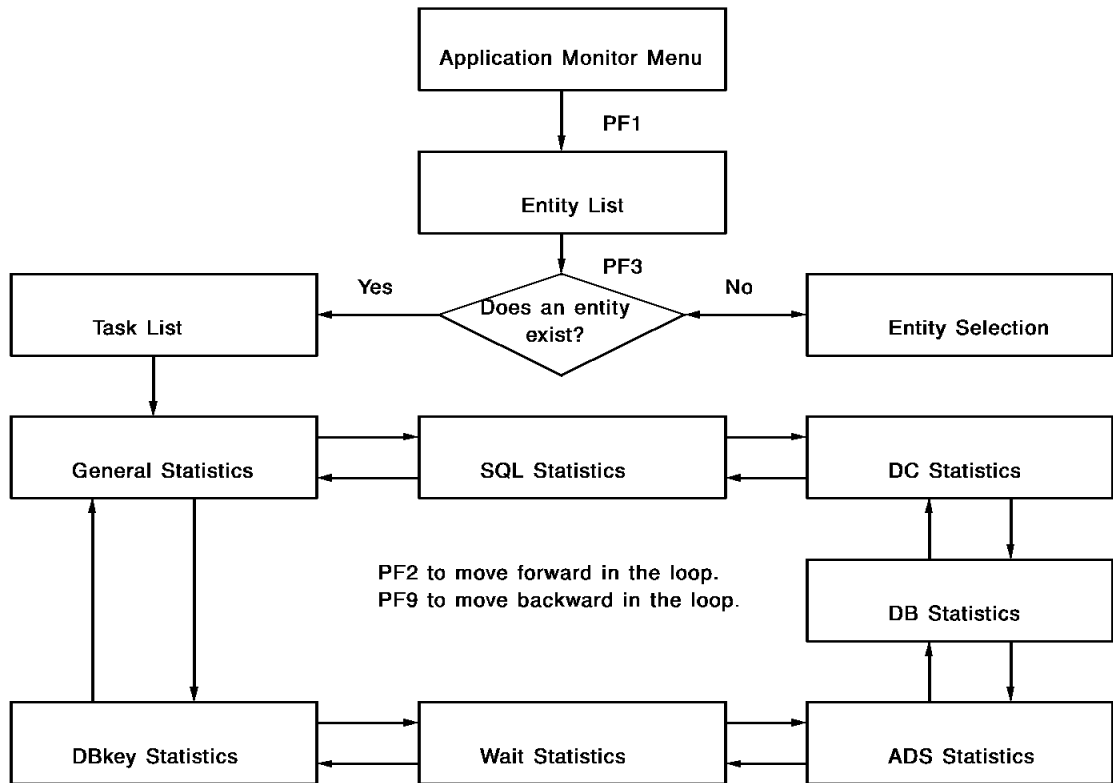 Application Monitor Menu
PF1
Entity List
PF3
Yes
No
Does an entity
exist?
Task List
Entity Selection
General Statistics
SQL Statistics
DC Statistics
PF2 to move forward in the loop.
PF9 to move backward in the loop.
DB Statistics
DBkey Statistics
Wait Statistics
ADS Statistics